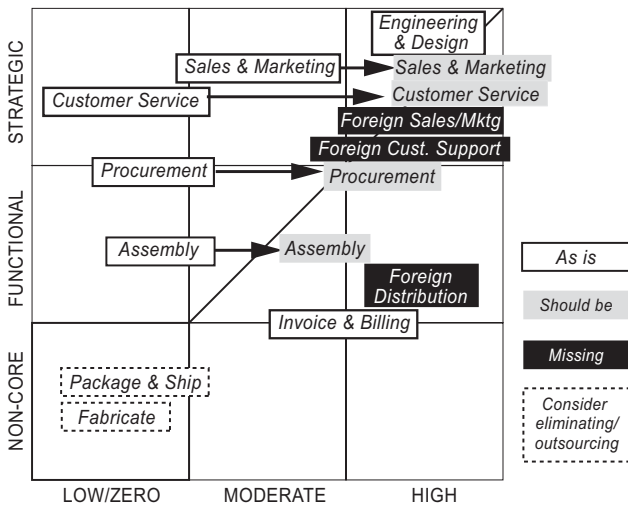 STRATEGIC
FUNCTIONAL
NON-CORE
Engineering
& Design
Sales & Marketing
Sales & Marketing
Customer Service
Customer Service
Foreign Sales/Mktg
Foreign Cust. Support
Procurement
Procurement
Assembly
Assembly
Foreign
Distribution
Invoice & Billing
Package & Ship
Fabricate
LOW/ZERO
MODERATE
HIGH
As is
Should be
Missing
Consider
eliminating/
outsourcing